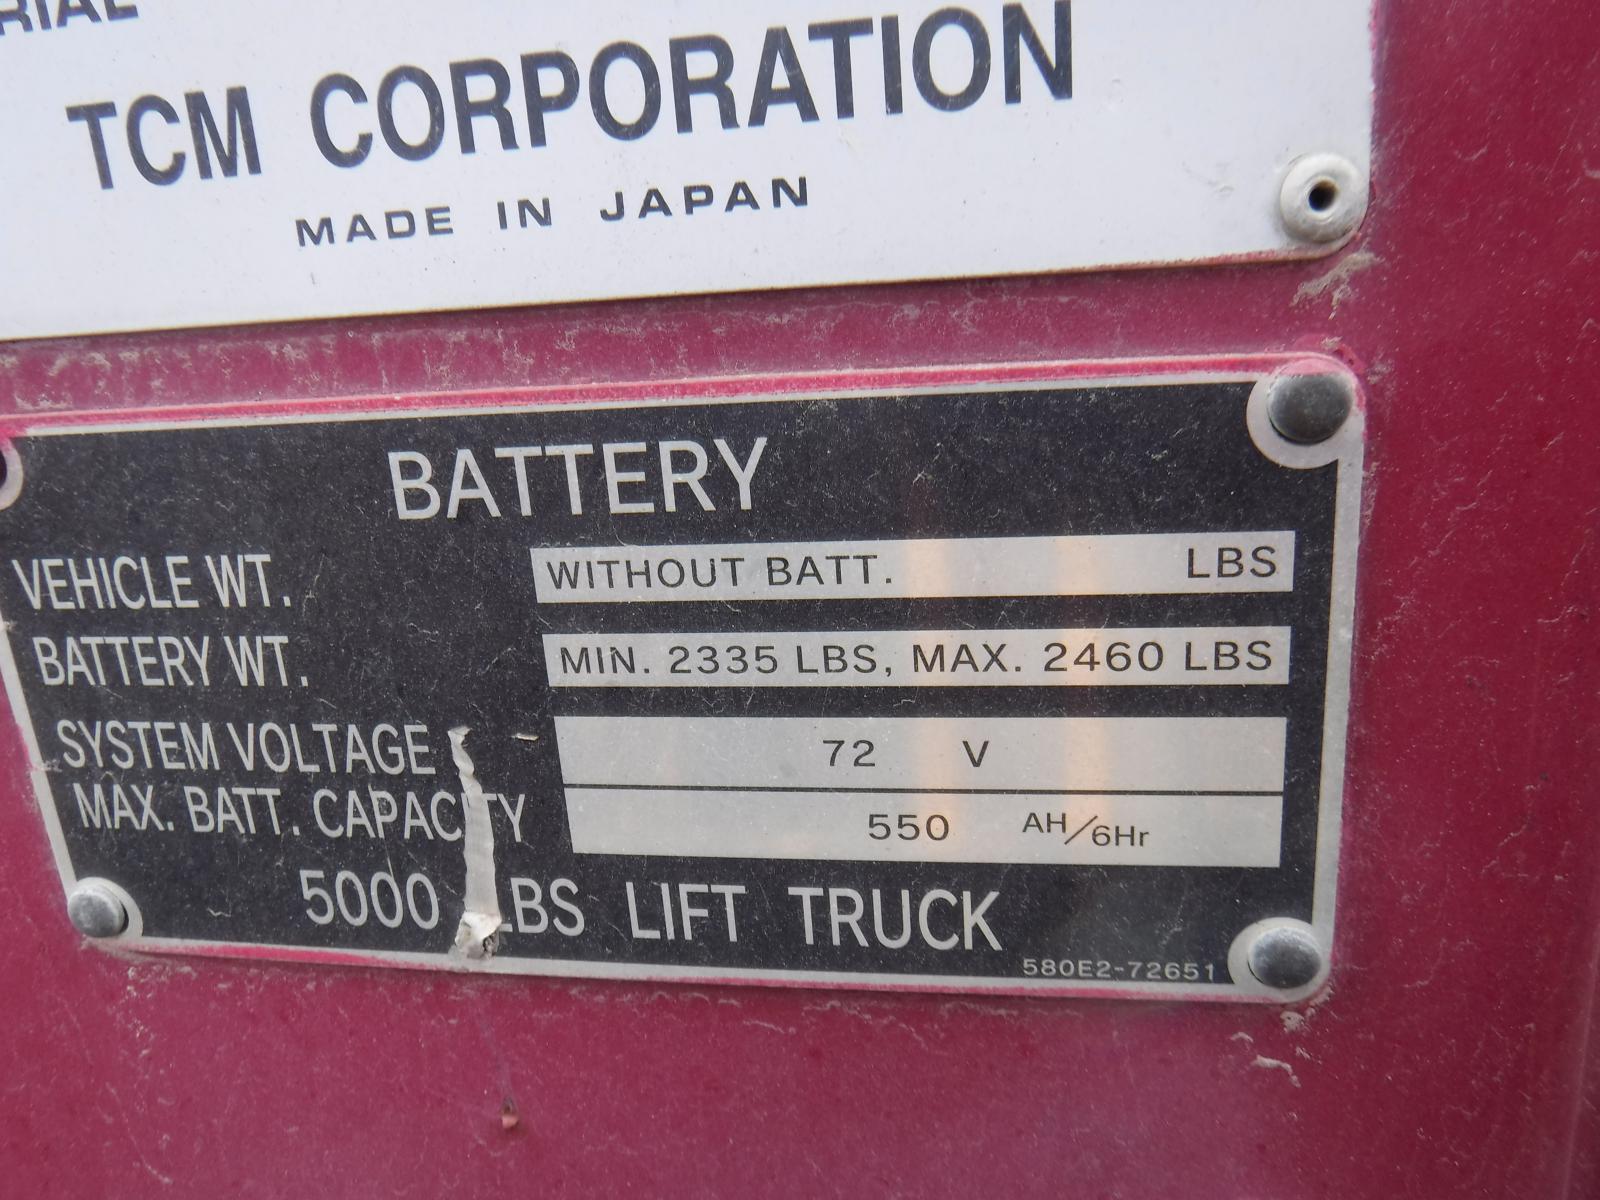 TCM CORPORATION
MADE IN JAPAN
BATTERY
VEHICLE WT. WITHOUT BATT. LBS
BATTERY WT. MIN. 2335 LBS, MAX. 2460 LBS
SYSTEM VOLTAGE 72 V
MAX. BATT. CAPACITY 550 AH/6Hr
5000 LBS LIFT TRUCK
580E2-72651